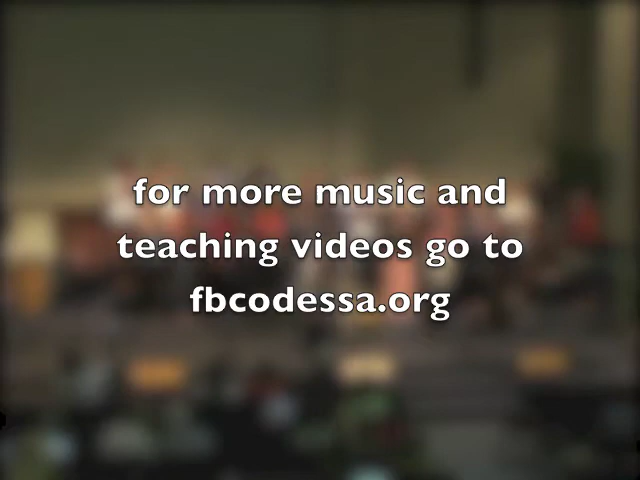 for more music and
teaching videos go to
fbcodessa.org